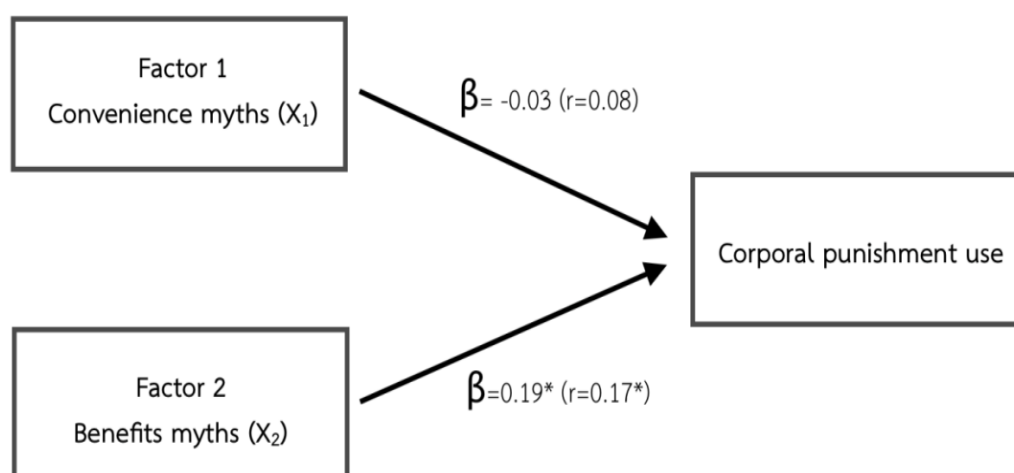 Factor 1
Convenience myths (X₁)
β= -0.03 (r=0.08)
Corporal punishment use
Factor 2
Benefits myths (X₂)
β=0.19* (r=0.17*)